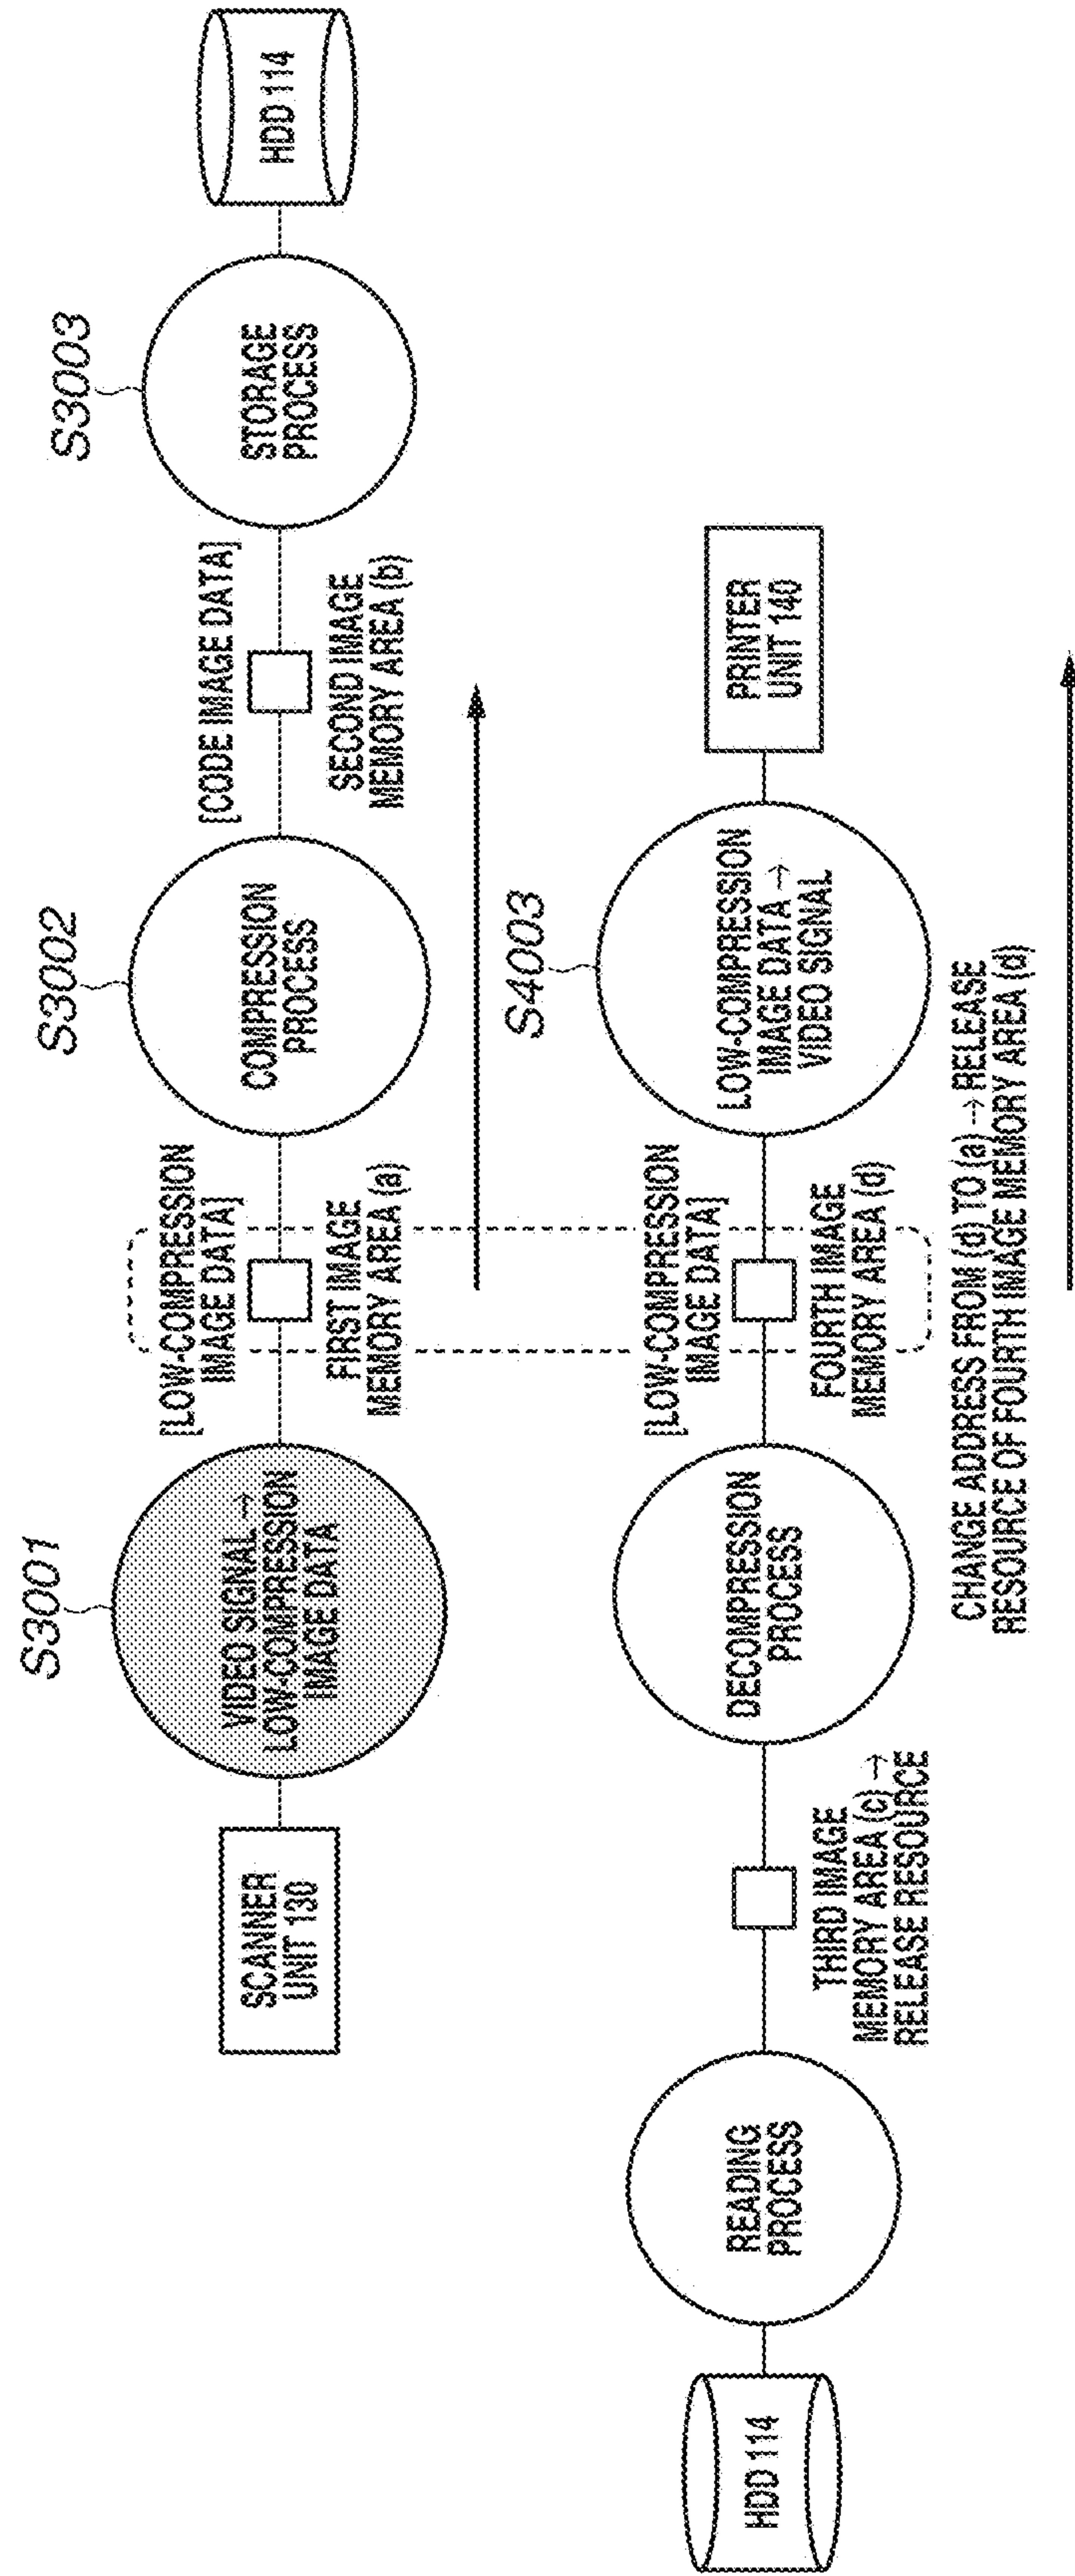 S3001
S3002
S3003
SCANNER
UNIT 130
VIDEO SIGNAL →
LOW-COMPRESSION
IMAGE DATA
[LOW-COMPRESSION
IMAGE DATA]
FIRST IMAGE
MEMORY AREA (a)
COMPRESSION
PROCESS
[CODE IMAGE DATA]
SECOND IMAGE
MEMORY AREA (b)
STORAGE
PROCESS
HDD 114
S4003
HDD 114
READING
PROCESS
THIRD IMAGE
MEMORY AREA (c) →
RELEASE RESOURCE
DECOMPRESSION
PROCESS
[LOW-COMPRESSION
IMAGE DATA]
FOURTH IMAGE
MEMORY AREA (d)
LOW-COMPRESSION
IMAGE DATA →
VIDEO SIGNAL
PRINTER
UNIT 140
CHANGE ADDRESS FROM (d) TO (a) → RELEASE
RESOURCE OF FOURTH IMAGE MEMORY AREA (d)